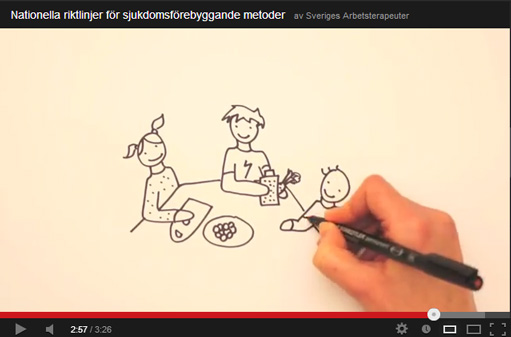 Nationella riktlinjer för sjukdomsförebyggande metoder av Sveriges Arbetsterapeuter
2:57 / 3:26